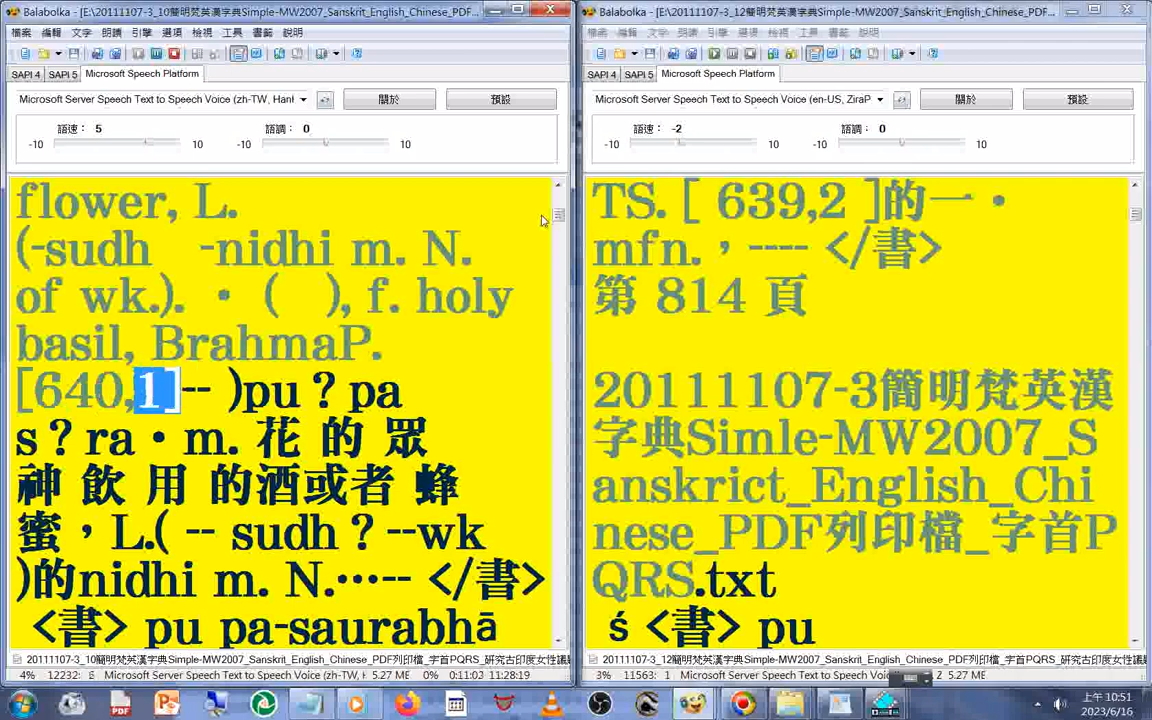 Balabolka - [E:\20111107-3_10簡明梵英漢字典Simple-MW2007_Sanskrit_English_Chinese_PDF...
檔案 編輯 文字 朗讀 引擎 選項 檢視 工具 書籤 說明
SAPI 4 SAPI 5 Microsoft Speech Platform
Microsoft Server Speech Text to Speech Voice (zh-TW, Hanl
關於
預設
語速： 5
語調： 0
-10 10 -10 10
flower, L.
(-sudh -nidhi m. N.
of wk.). • ( ), f. holy
basil, BrahmaP.
[640,1]-- )pu？pa
s？ra•m. 花 的 眾
神 飲 用 的酒或者 蜂
蜜，L.( -- sudh？--wk
)的nidhi m. N.…-- </書>
<書> pu pa-saurabhā
20111107-3_10簡明梵英漢字典Simple-MW2007_Sanskrit_English_Chinese_PDF列印檔_字首PQRS_研究古印度女性議
4% 12232: Microsoft Server Speech Text to Speech Voice (zh-TW, H 5.27 MB 0% 0:11:0 11:28:19
Balabolka - [E:\20111107-3_12簡明梵英漢字典Simple-MW2007_Sanskrit_English_Chinese_PDF...
檔案 編輯 文字 朗讀 引擎 選項 檢視 工具 書籤 說明
SAPI 4 SAPI 5 Microsoft Speech Platform
Microsoft Server Speech Text to Speech Voice (en-US, ZiraP
關於
預設
語速： -2
語調： 0
-10 10 -10 10
TS. [ 639,2 ]的一•
mfn.，---- </書>
第 814 頁
20111107-3簡明梵英漢
字典Simle-MW2007_S
anskrict_English_Chi
nese_PDF列印檔_字首P
QRS.txt
ś <書> pu
20111107-3_12簡明梵英漢字典Simple-MW2007_Sanskrit_English_Chinese_PDF列印檔_字首PQRS_研究古印度女性議
3% 11563: Microsoft Server Speech Text to Speech Voice 5.27 MB
上午 10:51
2023/6/16